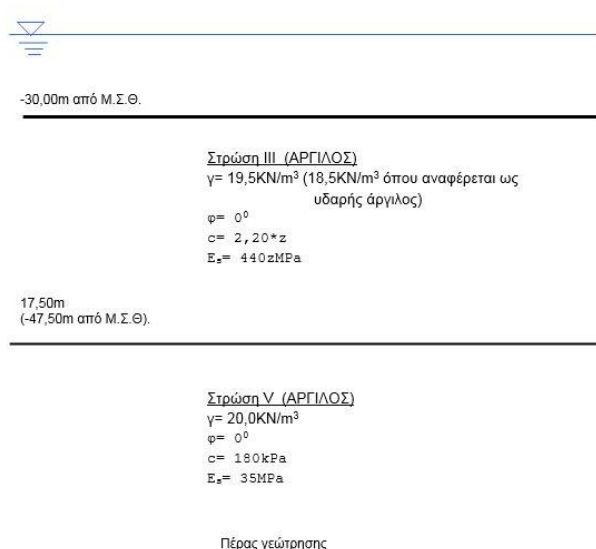 -30,00m από Μ.Σ.Θ.
Στρώση ΙΙΙ (ΑΡΓΙΛΟΣ)
γ= 19,5KN/m³ (18,5KN/m³ όπου αναφέρεται ως
υδαρής άργιλος)
φ= 0⁰
c= 2,20*z
Eₛ= 440zMPa
17,50m
(-47,50m από Μ.Σ.Θ).
Στρώση V (ΑΡΓΙΛΟΣ)
γ= 20,0KN/m³
φ= 0⁰
c= 180kPa
Eₛ= 35MPa
Πέρας γεώτρησης